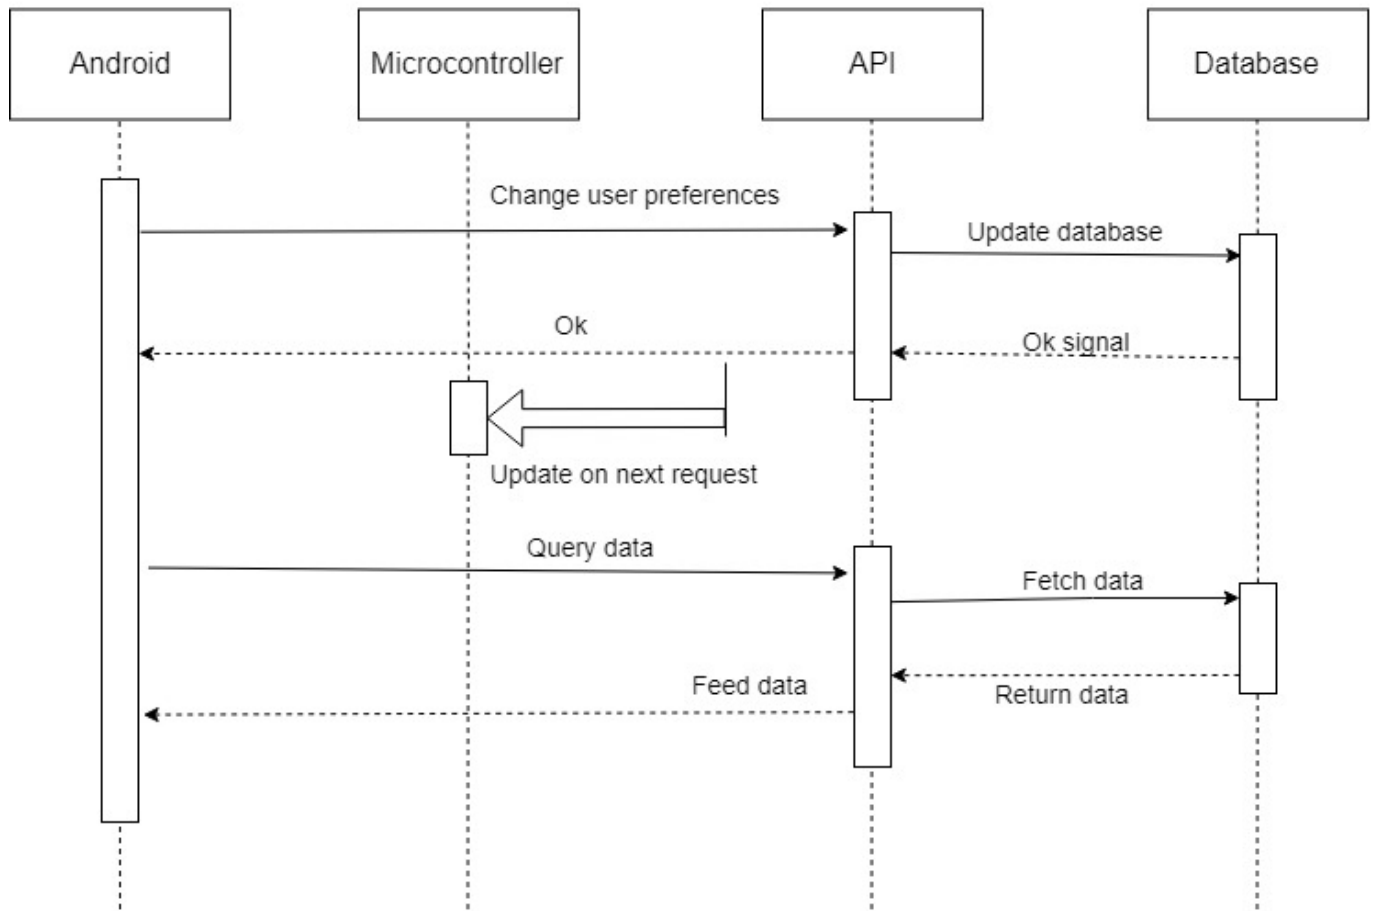 Android
Microcontroller
API
Database
Change user preferences
Update database
Ok
Ok signal
Update on next request
Query data
Fetch data
Feed data
Return data